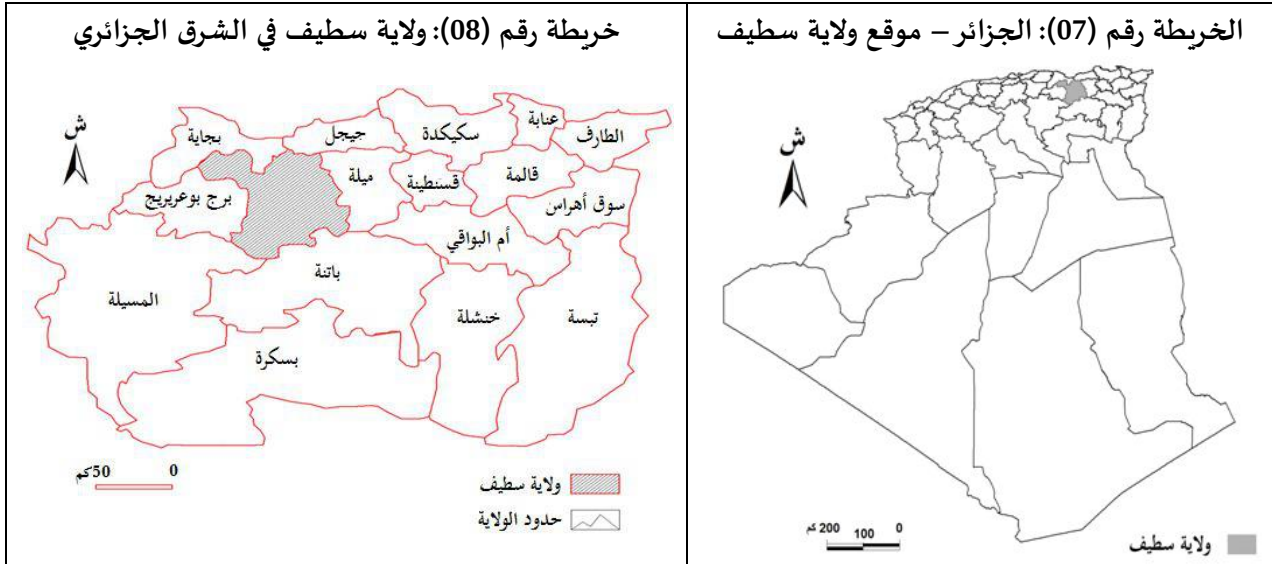 الخريطة رقم (07): الجزائر – موقع ولاية سطيف
ش
0 100 200 كم
ولاية سطيف
خريطة رقم (08): ولاية سطيف في الشرق الجزائري
ش
بجاية
جيجل
سكيكدة
عنابة
الطارف
برج بوعريريج
ميلة
قسنطينة
قالمة
سوق أهراس
أم البواقي
باتنة
المسيلة
خنشلة
تبسة
بسكرة
0 50كم
ولاية سطيف
حدود الولاية